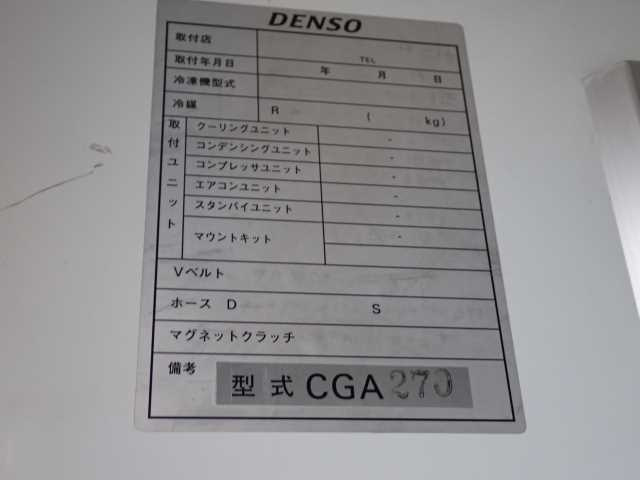 DENSO
取付店
TEL
取付年月日 年 月 日
冷凍機型式
冷媒 R ( kg)
取付ユニット
クーリングユニット -
コンデンシングユニット -
コンプレッサユニット -
エアコンユニット -
スタンバイユニット -
マウントキット -
Vベルト
ホース D S
マグネットクラッチ
備考
型式 CGA270